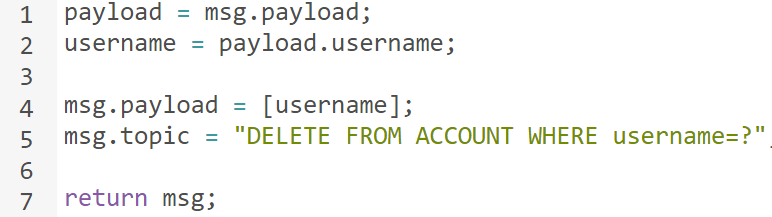 1 payload = msg.payload;
2 username = payload.username;
3
4 msg.payload = [username];
5 msg.topic = "DELETE FROM ACCOUNT WHERE username=?";
6
7 return msg;